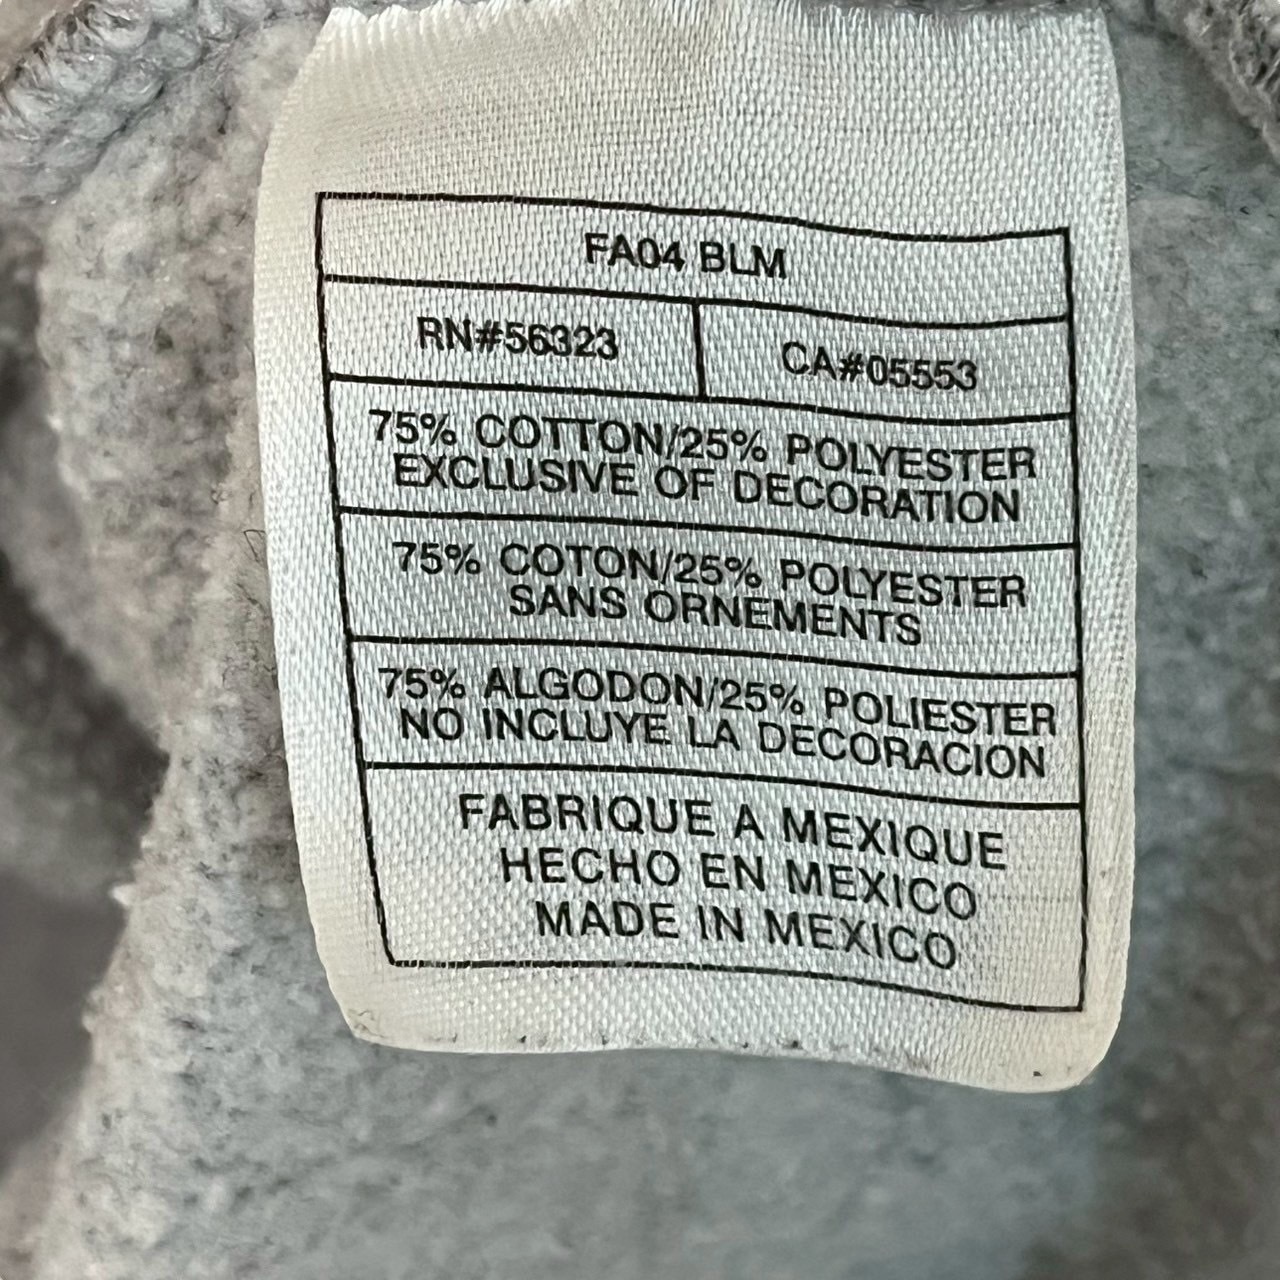 FA04 BLM
RN#56323
CA#05553
75% COTTON/25% POLYESTER
EXCLUSIVE OF DECORATION
75% COTON/25% POLYESTER
SANS ORNEMENTS
75% ALGODON/25% POLIESTER
NO INCLUYE LA DECORACION
FABRIQUE A MEXIQUE
HECHO EN MEXICO
MADE IN MEXICO